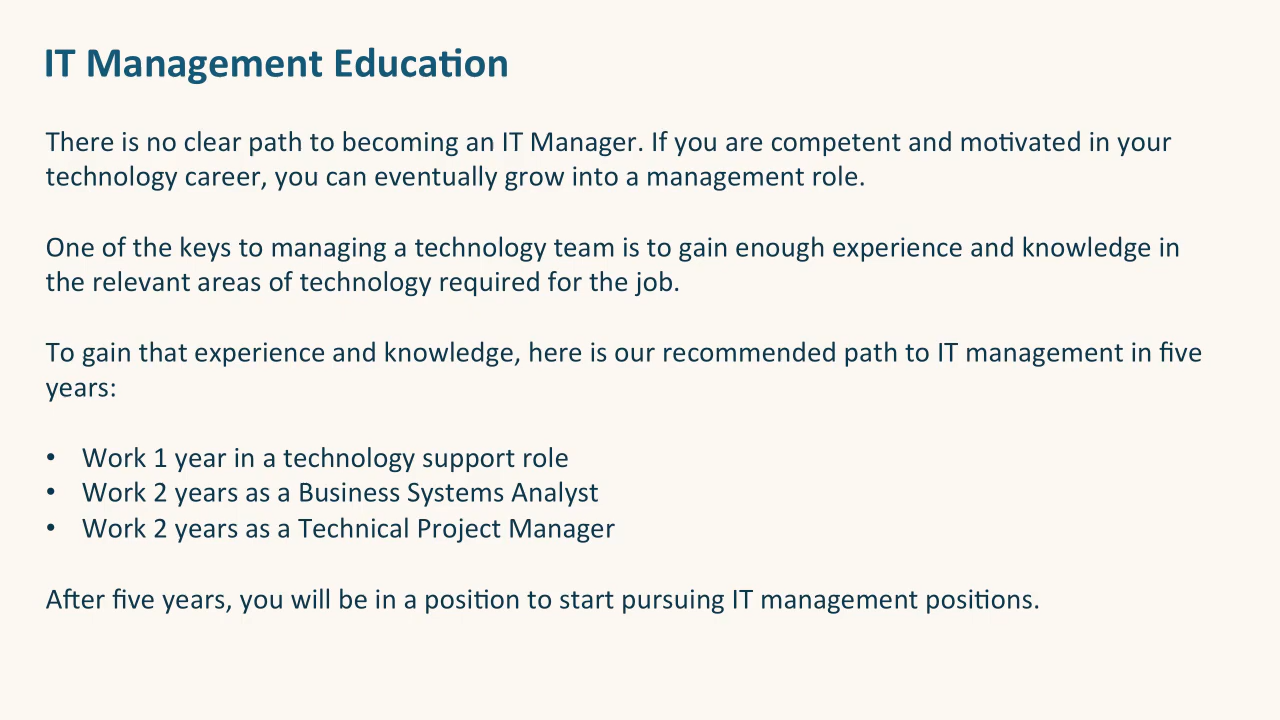 IT Management Education
There is no clear path to becoming an IT Manager. If you are competent and motivated in your
technology career, you can eventually grow into a management role.
One of the keys to managing a technology team is to gain enough experience and knowledge in
the relevant areas of technology required for the job.
To gain that experience and knowledge, here is our recommended path to IT management in five
years:
• Work 1 year in a technology support role
• Work 2 years as a Business Systems Analyst
• Work 2 years as a Technical Project Manager
After five years, you will be in a position to start pursuing IT management positions.